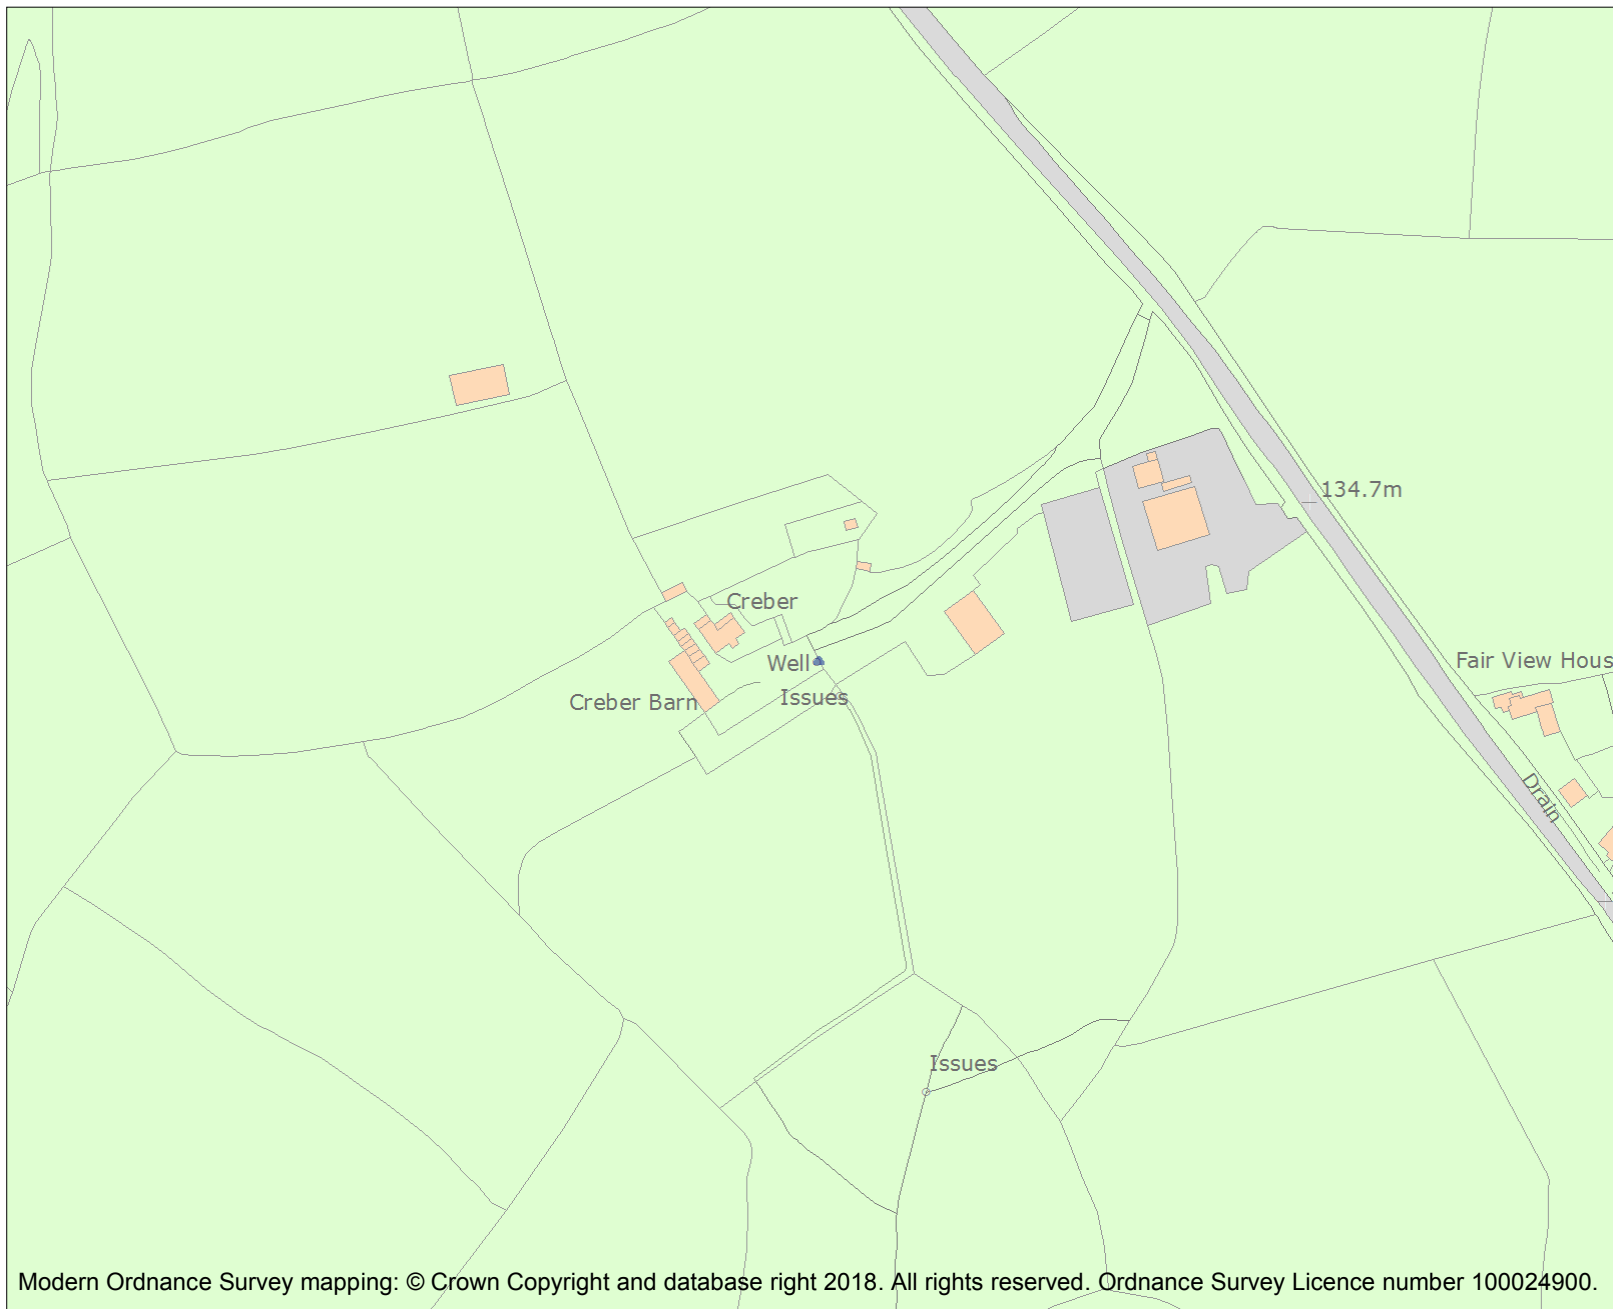 134.7m
Creber
Well
Fair View Hous
Issues
Creber Barn
Drain
Issues
Modern Ordnance Survey mapping: © Crown Copyright and database right 2018. All rights reserved. Ordnance Survey Licence number 100024900.